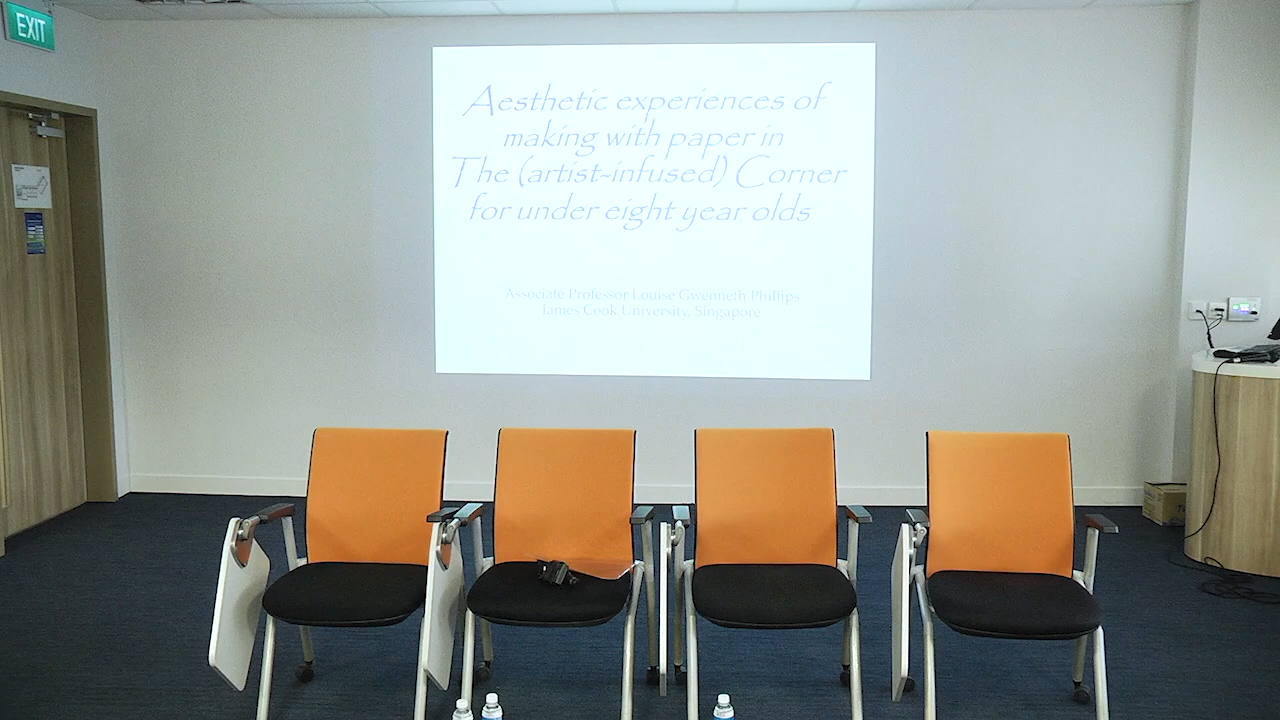 EXIT
Aesthetic experiences of
making with paper in
The (artist-infused) Corner
for under eight year olds
Associate Professor Louise Gwenneth Phillips
James Cook University, Singapore